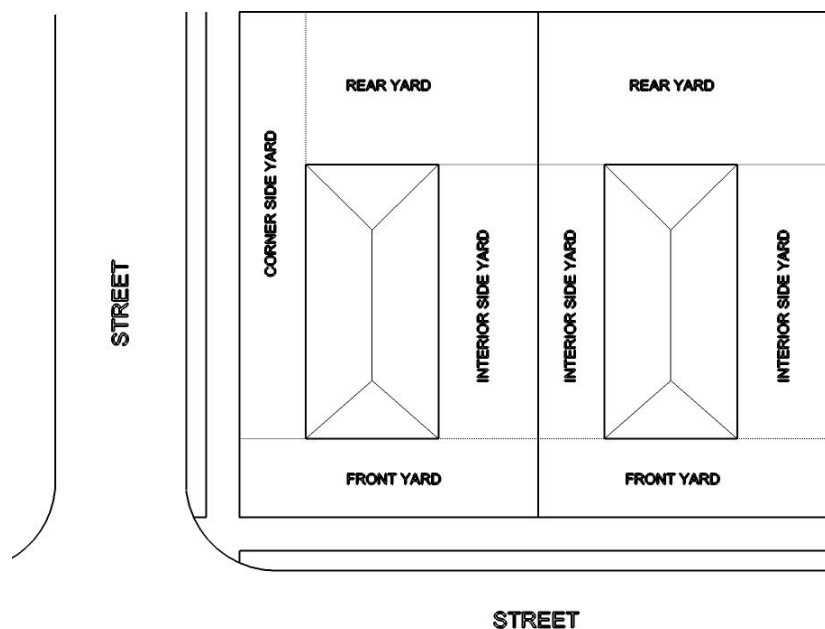 REAR YARD
REAR YARD
CORNER SIDE YARD
INTERIOR SIDE YARD
INTERIOR SIDE YARD
INTERIOR SIDE YARD
STREET
FRONT YARD
FRONT YARD
STREET